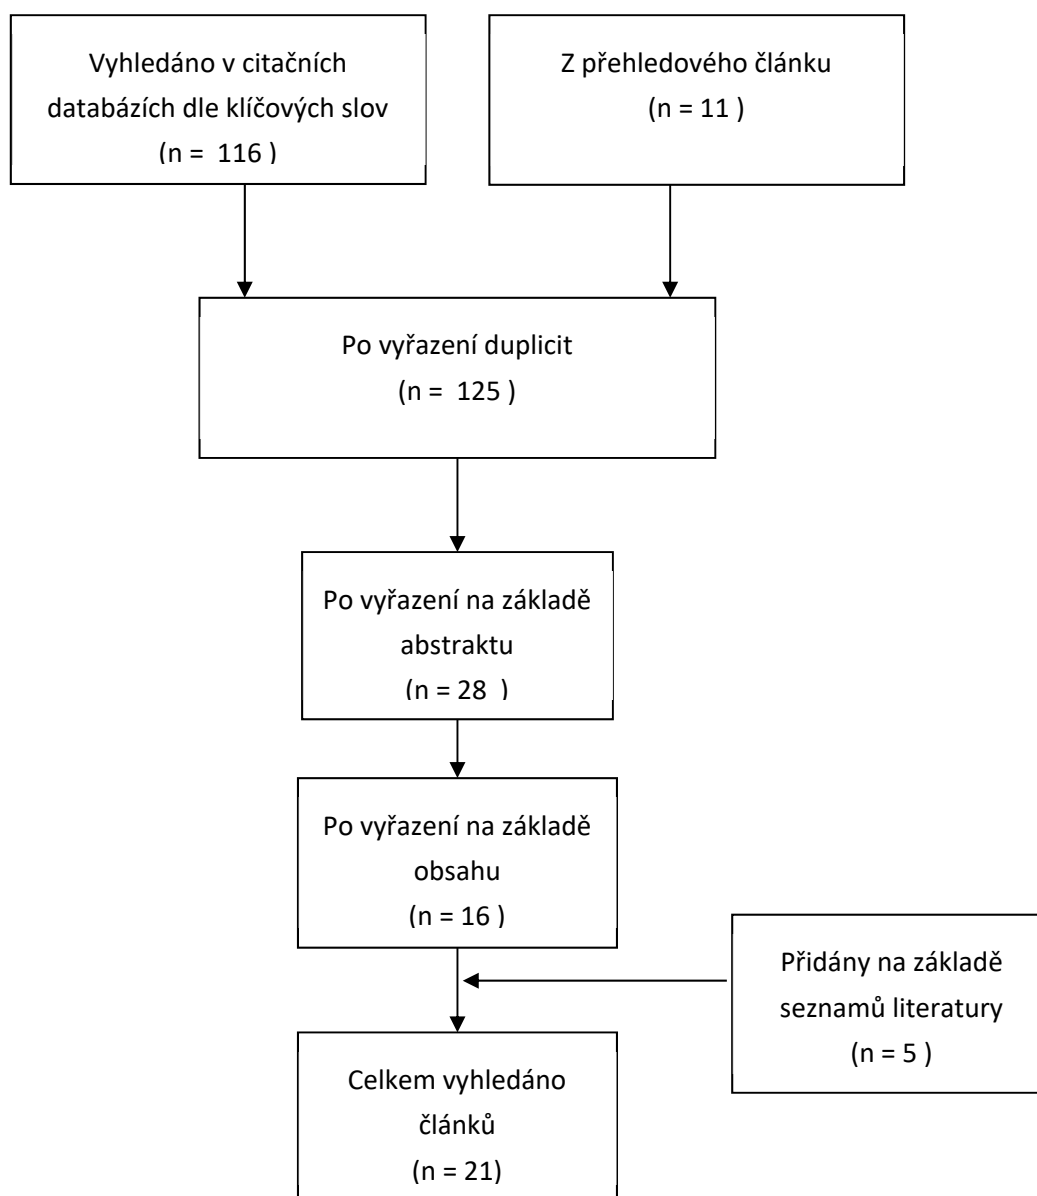 Vyhledáno v citačních
databázích dle klíčových slov
(n =  116 )
Z přehledového článku
(n = 11 )
Po vyřazení duplicit
(n =  125 )
Po vyřazení na základě
abstraktu
(n = 28  )
Po vyřazení na základě
obsahu
(n = 16 )
Přidány na základě
seznamů literatury
(n = 5 )
Celkem vyhledáno
článků
(n = 21)